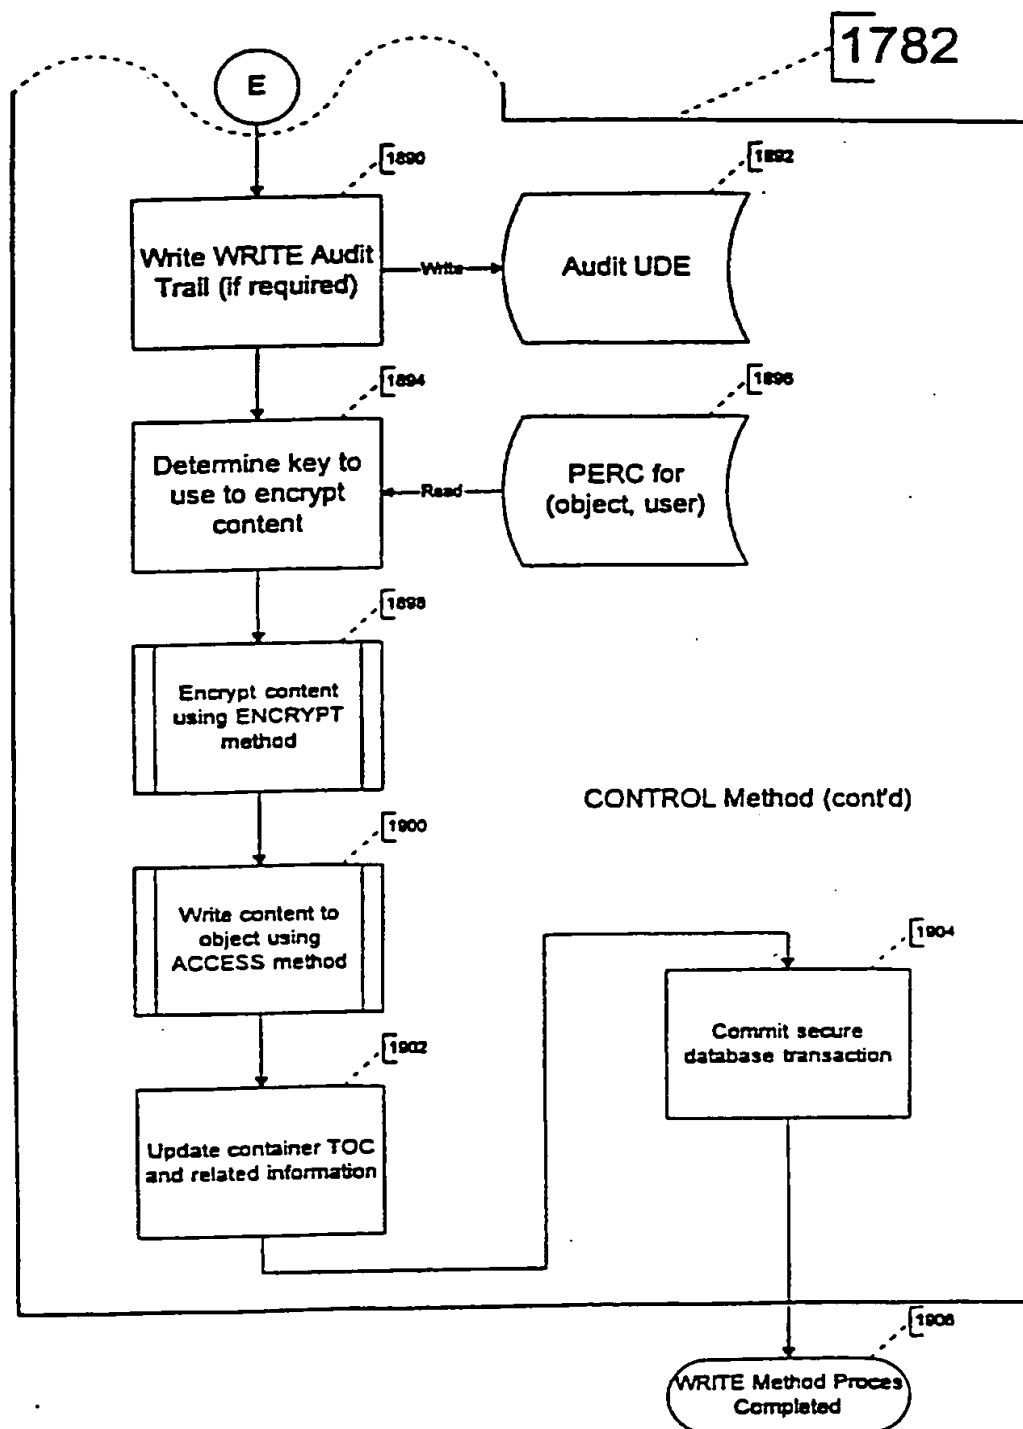 1782
E
1890
Write WRITE Audit
Trail (if required)
Write
1892
Audit UDE
1894
Determine key to
use to encrypt
content
Read
1896
PERC for
(object, user)
1898
Encrypt content
using ENCRYPT
method
CONTROL Method (cont'd)
1900
Write content to
object using
ACCESS method
1902
Update container TOC
and related information
1904
Commit secure
database transaction
1906
WRITE Method Proces
Completed